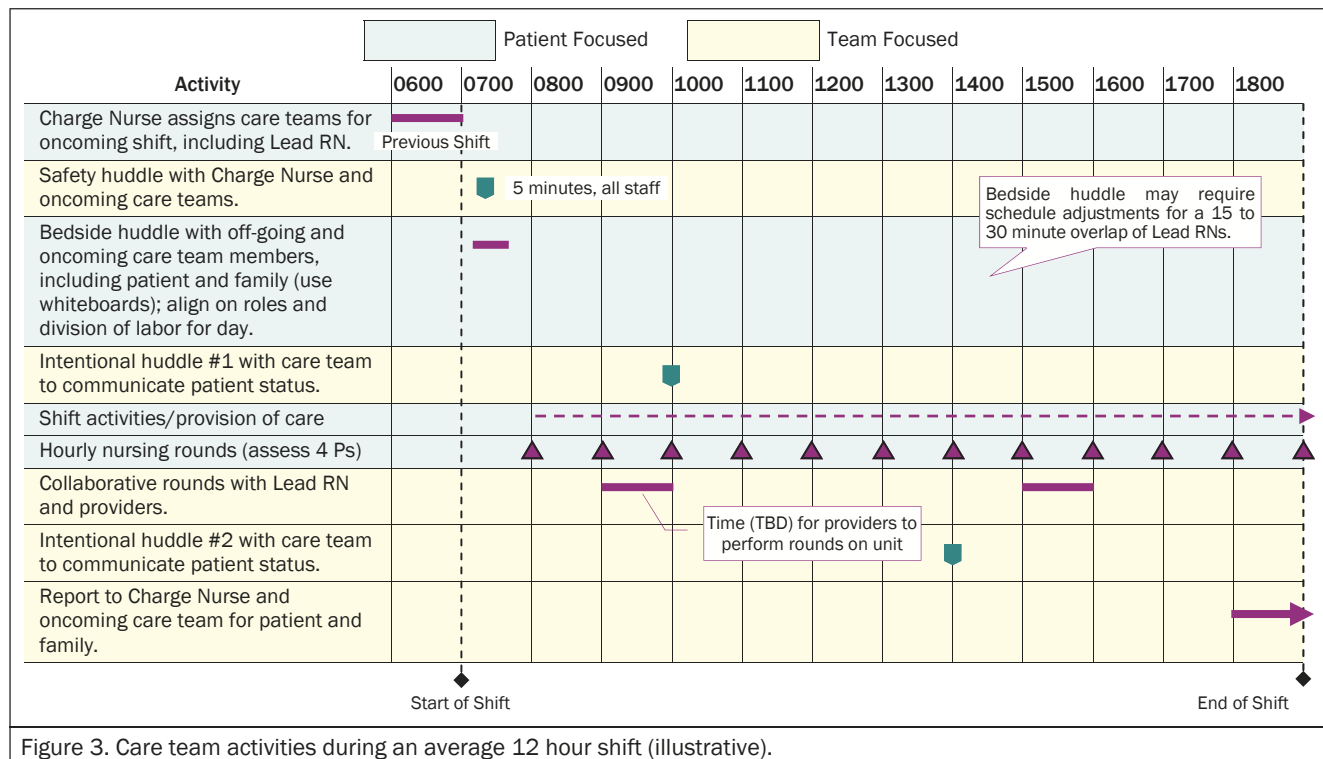 Patient Focused
Team Focused
Activity
0600 0700 0800 0900 1000 1100 1200 1300 1400 1500 1600 1700 1800
Charge Nurse assigns care teams for
oncoming shift, including Lead RN.
Previous Shift
Safety huddle with Charge Nurse and
oncoming care teams.
5 minutes, all staff
Bedside huddle may require
schedule adjustments for a 15 to
30 minute overlap of Lead RNs.
Bedside huddle with off-going and
oncoming care team members,
including patient and family (use
whiteboards); align on roles and
division of labor for day.
Intentional huddle #1 with care team
to communicate patient status.
Shift activities/provision of care
Hourly nursing rounds (assess 4 Ps)
Collaborative rounds with Lead RN
and providers.
Time (TBD) for providers to
perform rounds on unit
Intentional huddle #2 with care team
to communicate patient status.
Report to Charge Nurse and
oncoming care team for patient and
family.
Start of Shift
End of Shift
Figure 3. Care team activities during an average 12 hour shift (illustrative).